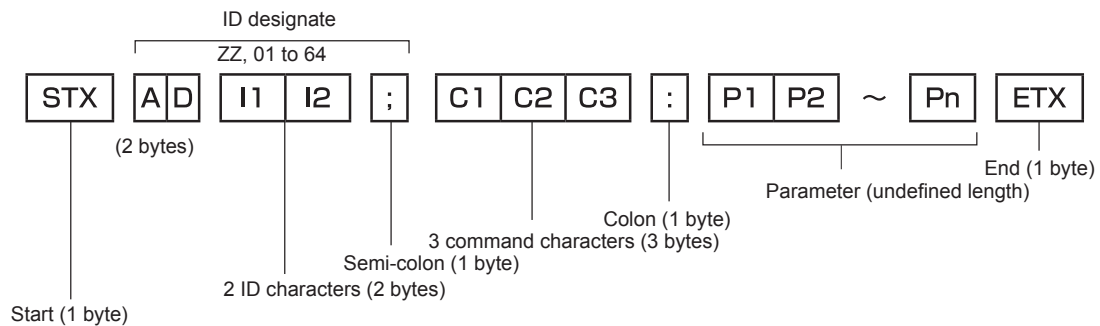 ID designate
ZZ, 01 to 64
STX A D I1 I2 ; C1 C2 C3 : P1 P2 ~ Pn ETX
(2 bytes)
End (1 byte)
Parameter (undefined length)
Colon (1 byte)
3 command characters (3 bytes)
Semi-colon (1 byte)
2 ID characters (2 bytes)
Start (1 byte)